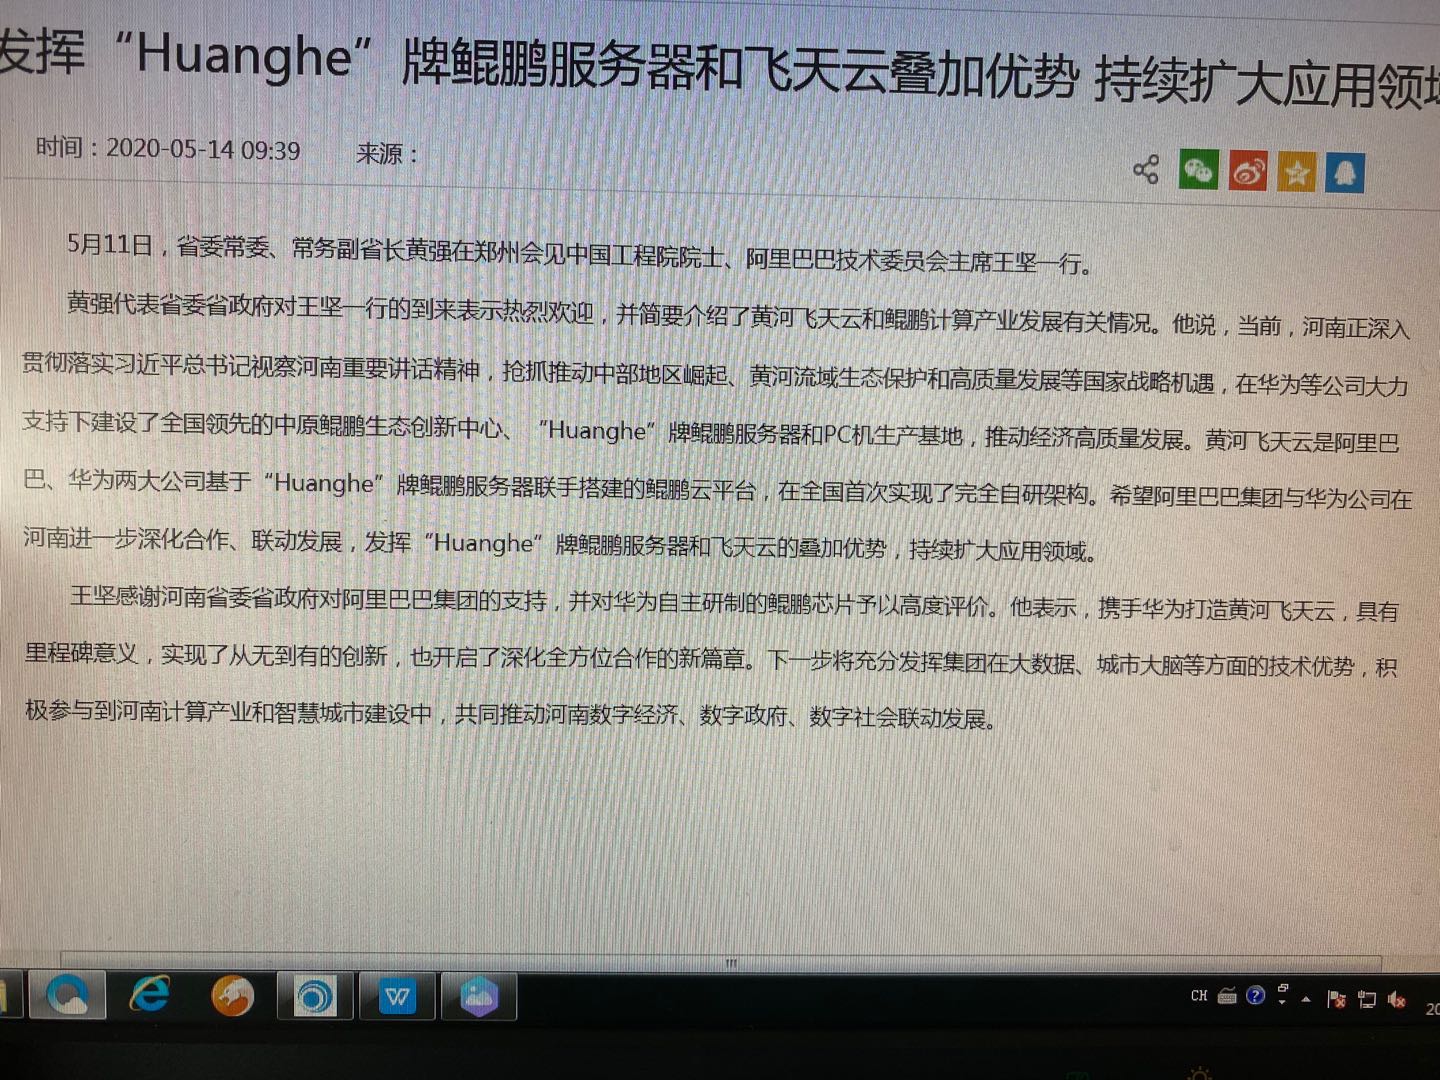 发挥“Huanghe”牌鲲鹏服务器和飞天云叠加优势 持续扩大应用领域
时间：2020-05-14 09:39 来源：
5月11日，省委常委、常务副省长黄强在郑州会见中国工程院院士、阿里巴巴技术委员会主席王坚一行。
黄强代表省委省政府对王坚一行的到来表示热烈欢迎，并简要介绍了黄河飞天云和鲲鹏计算产业发展有关情况。他说，当前，河南正深入
贯彻落实习近平总书记视察河南重要讲话精神，抢抓推动中部地区崛起、黄河流域生态保护和高质量发展等国家战略机遇，在华为等公司大力
支持下建设了全国领先的中原鲲鹏生态创新中心、“Huanghe”牌鲲鹏服务器和PC机生产基地，推动经济高质量发展。黄河飞天云是阿里巴
巴、华为两大公司基于“Huanghe”牌鲲鹏服务器联手搭建的鲲鹏云平台，在全国首次实现了完全自研架构。希望阿里巴巴集团与华为公司在
河南进一步深化合作、联动发展，发挥“Huanghe”牌鲲鹏服务器和飞天云的叠加优势，持续扩大应用领域。
王坚感谢河南省委省政府对阿里巴巴集团的支持，并对华为自主研制的鲲鹏芯片予以高度评价。他表示，携手华为打造黄河飞天云，具有
里程碑意义，实现了从无到有的创新，也开启了深化全方位合作的新篇章。下一步将充分发挥集团在大数据、城市大脑等方面的技术优势，积
极参与到河南计算产业和智慧城市建设中，共同推动河南数字经济、数字政府、数字社会联动发展。
CH
20